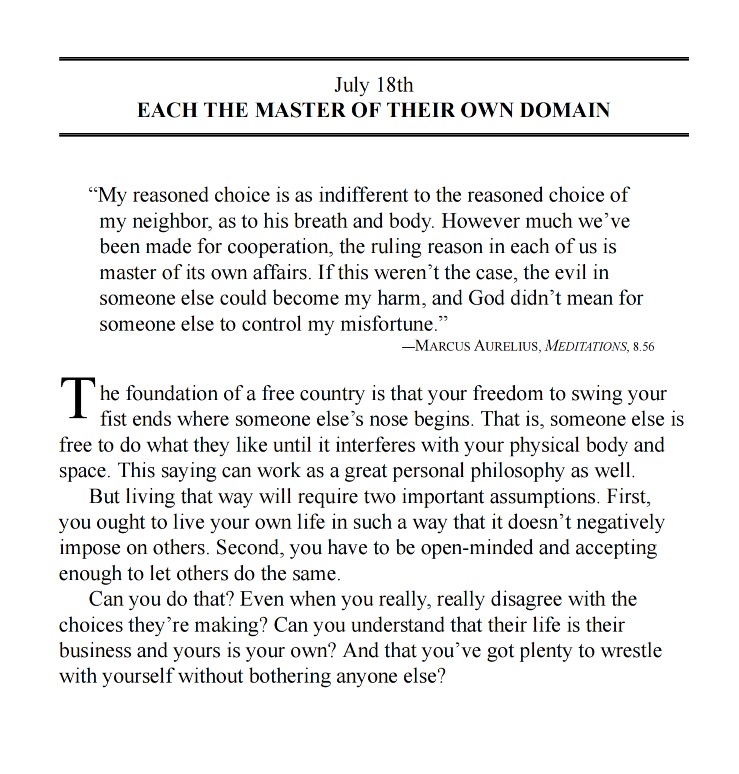 July 18th
EACH THE MASTER OF THEIR OWN DOMAIN
“My reasoned choice is as indifferent to the reasoned choice of
my neighbor, as to his breath and body. However much we’ve
been made for cooperation, the ruling reason in each of us is
master of its own affairs. If this weren’t the case, the evil in
someone else could become my harm, and God didn’t mean for
someone else to control my misfortune.”
—MARCUS AURELIUS, MEDITATIONS, 8.56
The foundation of a free country is that your freedom to swing your
fist ends where someone else’s nose begins. That is, someone else is
free to do what they like until it interferes with your physical body and
space. This saying can work as a great personal philosophy as well.
But living that way will require two important assumptions. First,
you ought to live your own life in such a way that it doesn’t negatively
impose on others. Second, you have to be open-minded and accepting
enough to let others do the same.
Can you do that? Even when you really, really disagree with the
choices they’re making? Can you understand that their life is their
business and yours is your own? And that you’ve got plenty to wrestle
with yourself without bothering anyone else?